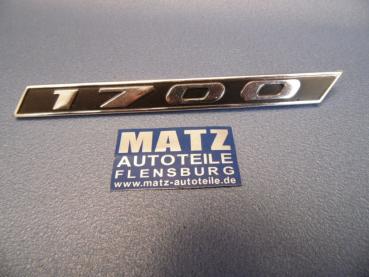 1700
MATZ
AUTOTEILE
FLENSBURG
www.matz-autoteile.de